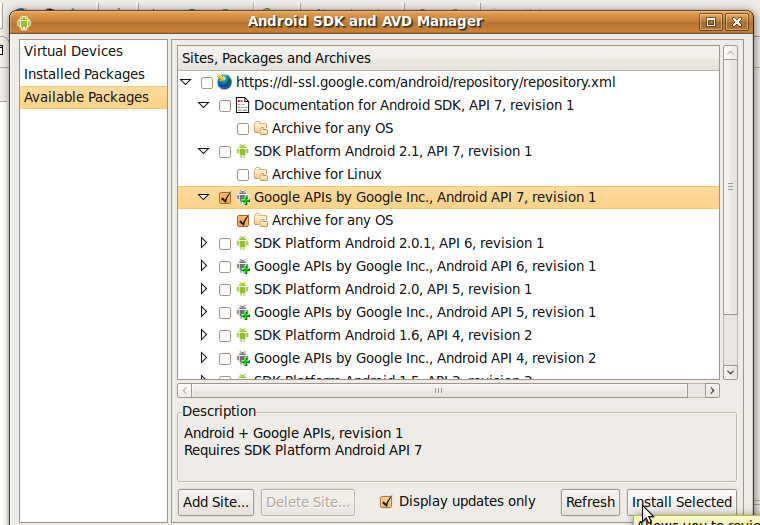 Android SDK and AVD Manager
Virtual Devices
Installed Packages
Available Packages
Sites, Packages and Archives
https://dl-ssl.google.com/android/repository/repository.xml
Documentation for Android SDK, API 7, revision 1
Archive for any OS
SDK Platform Android 2.1, API 7, revision 1
Archive for Linux
Google APIs by Google Inc., Android API 7, revision 1
Archive for any OS
SDK Platform Android 2.0.1, API 6, revision 1
Google APIs by Google Inc., Android API 6, revision 1
SDK Platform Android 2.0, API 5, revision 1
Google APIs by Google Inc., Android API 5, revision 1
SDK Platform Android 1.6, API 4, revision 2
Google APIs by Google Inc., Android API 4, revision 2
SDK Platform Android 1.5, API 3,
Description
Android + Google APIs, revision 1
Requires SDK Platform Android API 7
Add Site...
Delete Site...
Display updates only
Refresh
Install Selected
you to